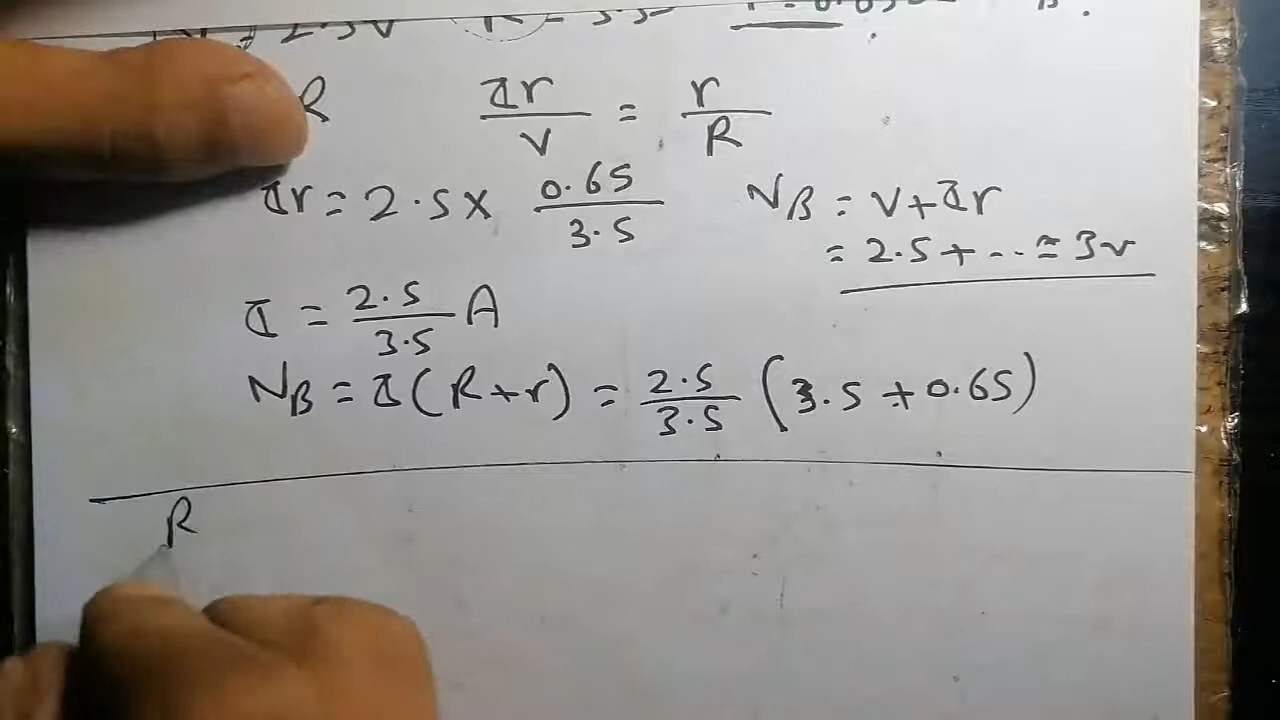 R Ir/V = r/R
Ir = 2.5 × 0.65/3.5
VB = V+Ir
= 2.5 + ... ≅ 3V
I = 2.5/3.5 A
VB = I(R+r) = 2.5/3.5 (3.5 + 0.65)
R